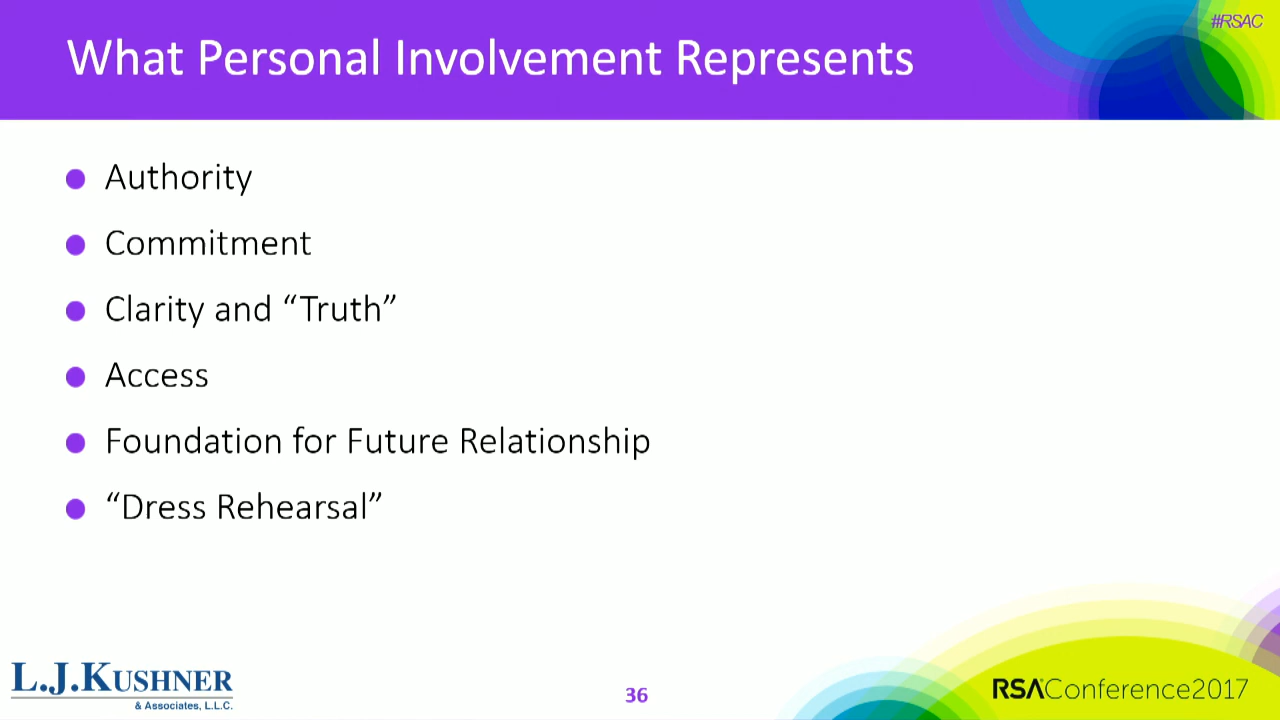 #RSAC
What Personal Involvement Represents
Authority
Commitment
Clarity and “Truth”
Access
Foundation for Future Relationship
“Dress Rehearsal”
L.J.KUSHNER
& Associates, L.L.C.
36
RSAConference2017